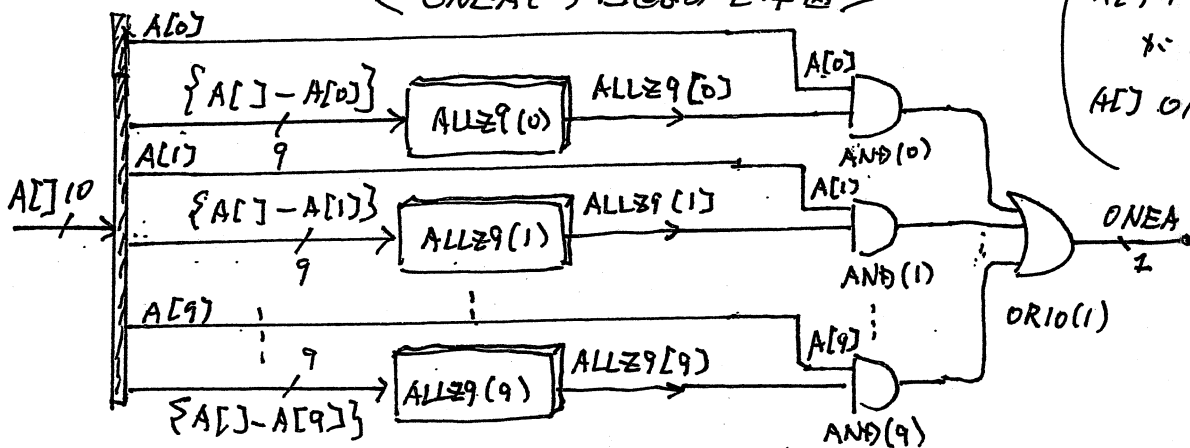 A[0]
{A[]-A[0]}
9
ALLZ9(0)
ALLZ9[0]
A[0]
AND(0)
A[] 0
A[1]
A[]10
{A[]-A[1]}
9
ALLZ9(1)
ALLZ9[1]
A[1]
AND(1)
ONEA
1
OR10(1)
A[9]
9
{A[]-A[9]}
ALLZ9(9)
ALLZ9[9]
A[9]
AND(9)